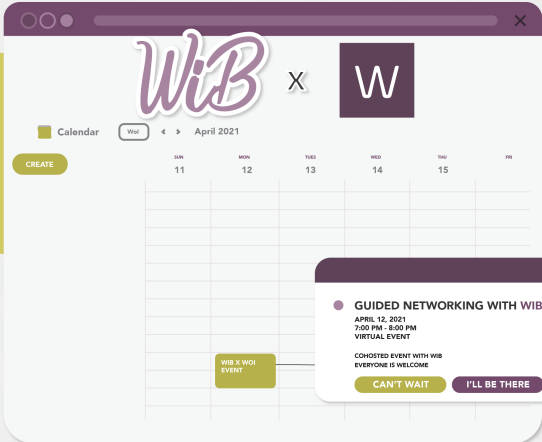 WiB
X
W
Calendar
WoI
April 2021
CREATE
SUN MON TUES WED THU FRI
11 12 13 14 15
GUIDED NETWORKING WITH WIB
APRIL 12, 2021
7:00 PM - 8:00 PM
VIRTUAL EVENT
COHOSTED EVENT WITH WIB
EVERYONE IS WELCOME
WIB X WOI
EVENT
CAN'T WAIT
I'LL BE THERE